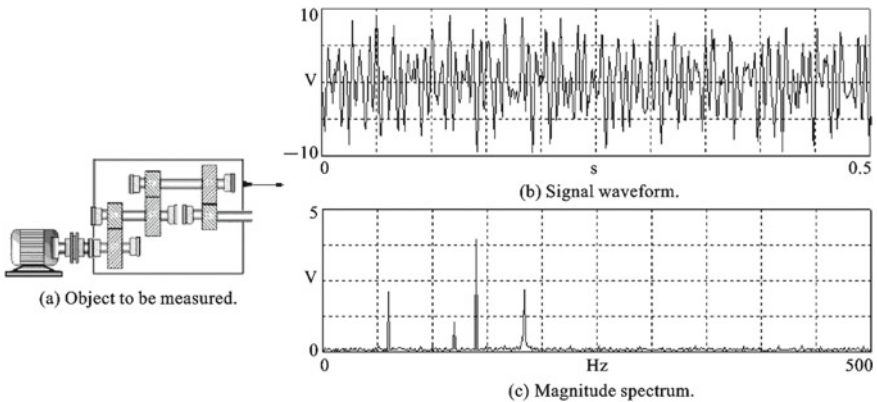 10
V
−10
0
s
0.5
(b) Signal waveform.
5
V
0
0
Hz
500
(c) Magnitude spectrum.
(a) Object to be measured.